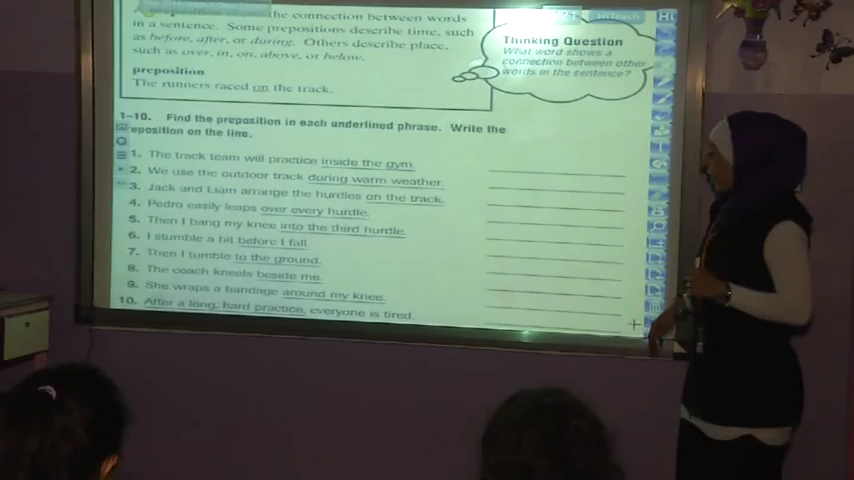 the connection between words
in a sentence. Some prepositions describe time, such
as before, after, or during. Others describe place,
such as over, in, on, above, or below.
preposition
The runners raced on the track.
Thinking Question
What word shows a
connection between other
words in the sentence?
1–10. Find the preposition in each underlined phrase. Write the
eposition on the line.
1. The track team will practice inside the gym.
2. We use the outdoor track during warm weather.
3. Jack and Liam arrange the hurdles on the track.
4. Pedro easily leaps over every hurdle.
5. Then I bang my knee into the third hurdle.
6. I stumble a bit before I fall.
7. Then I tumble to the ground.
8. The coach kneels beside me.
9. She wraps a bandage around my knee.
10. After a long, hard practice, everyone is tired.